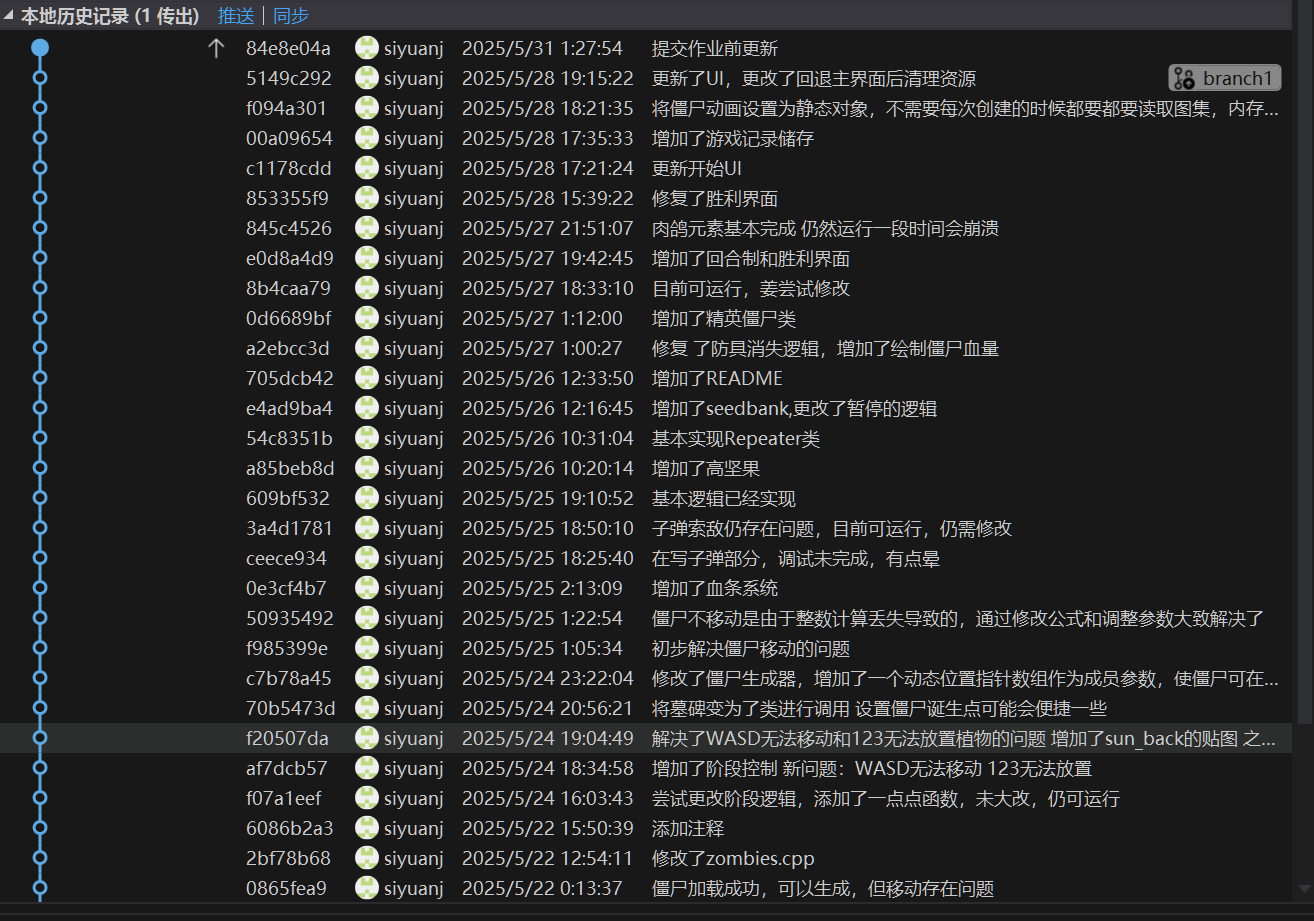 本地历史记录 (1 传出) 推送 | 同步
84e8e04a siyuanj 2025/5/31 1:27:54 提交作业前更新
5149c292 siyuanj 2025/5/28 19:15:22 更新了UI，更改了回退主界面后清理资源 branch1
f094a301 siyuanj 2025/5/28 18:21:35 将僵尸动画设置为静态对象，不需要每次创建的时候都要都要读取图集，内存...
00a09654 siyuanj 2025/5/28 17:35:33 增加了游戏记录储存
c1178cdd siyuanj 2025/5/28 17:21:24 更新开始UI
853355f9 siyuanj 2025/5/28 15:39:22 修复了胜利界面
845c4526 siyuanj 2025/5/27 21:51:07 肉鸽元素基本完成 仍然运行一段时间会崩溃
e0d8a4d9 siyuanj 2025/5/27 19:42:45 增加了回合制和胜利界面
8b4caa79 siyuanj 2025/5/27 18:33:10 目前可运行，姜尝试修改
0d6689bf siyuanj 2025/5/27 1:12:00 增加了精英僵尸类
a2ebcc3d siyuanj 2025/5/27 1:00:27 修复 了防具消失逻辑，增加了绘制僵尸血量
705dcb42 siyuanj 2025/5/26 12:33:50 增加了README
e4ad9ba4 siyuanj 2025/5/26 12:16:45 增加了seedbank,更改了暂停的逻辑
54c8351b siyuanj 2025/5/26 10:31:04 基本实现Repeater类
a85beb8d siyuanj 2025/5/26 10:20:14 增加了高坚果
609bf532 siyuanj 2025/5/25 19:10:52 基本逻辑已经实现
3a4d1781 siyuanj 2025/5/25 18:50:10 子弹索敌仍存在问题，目前可运行，仍需修改
ceece934 siyuanj 2025/5/25 18:25:40 在写子弹部分，调试未完成，有点晕
0e3cf4b7 siyuanj 2025/5/25 2:13:09 增加了血条系统
50935492 siyuanj 2025/5/25 1:22:54 僵尸不移动是由于整数计算丢失导致的，通过修改公式和调整参数大致解决了
f985399e siyuanj 2025/5/25 1:05:34 初步解决僵尸移动的问题
c7b78a45 siyuanj 2025/5/24 23:22:04 修改了僵尸生成器，增加了一个动态位置指针数组作为成员参数，使僵尸可在...
70b5473d siyuanj 2025/5/24 20:56:21 将墓碑变为了类进行调用 设置僵尸诞生点可能会便捷一些
f20507da siyuanj 2025/5/24 19:04:49 解决了WASD无法移动和123无法放置植物的问题 增加了sun_back的贴图 之...
af7dcb57 siyuanj 2025/5/24 18:34:58 增加了阶段控制 新问题：WASD无法移动 123无法放置
f07a1eef siyuanj 2025/5/24 16:03:43 尝试更改阶段逻辑，添加了一点点函数，未大改，仍可运行
6086b2a3 siyuanj 2025/5/22 15:50:39 添加注释
2bf78b68 siyuanj 2025/5/22 12:54:11 修改了zombies.cpp
0865fea9 siyuanj 2025/5/22 0:13:37 僵尸加载成功，可以生成，但移动存在问题